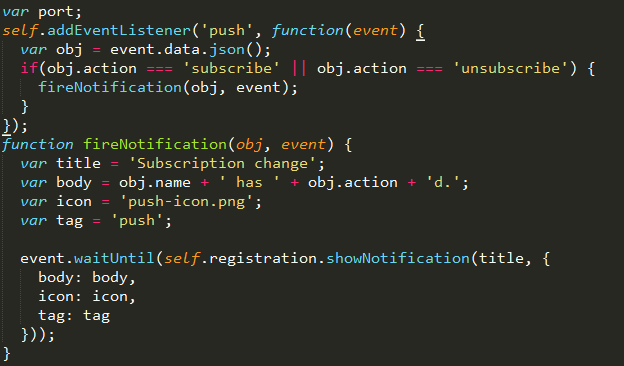 var port;
self.addEventListener('push', function(event) {
  var obj = event.data.json();
  if(obj.action === 'subscribe' || obj.action === 'unsubscribe') {
    fireNotification(obj, event);
  }
});
function fireNotification(obj, event) {
  var title = 'Subscription change';
  var body = obj.name + ' has ' + obj.action + 'd.';
  var icon = 'push-icon.png';
  var tag = 'push';

  event.waitUntil(self.registration.showNotification(title, {
    body: body,
    icon: icon,
    tag: tag
  }));
}